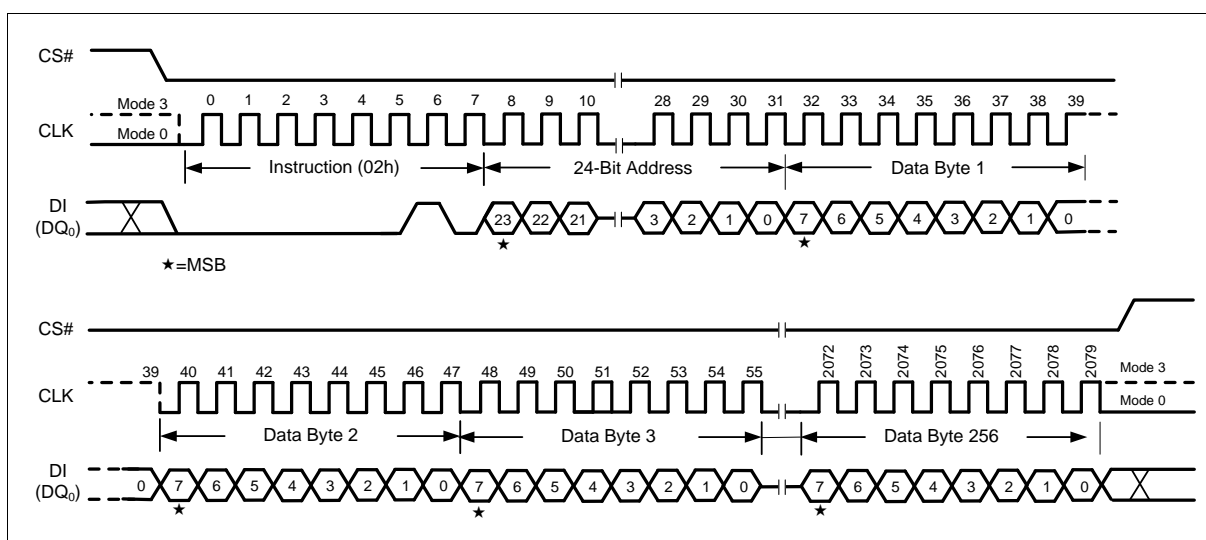 CS#
0 1 2 3 4 5 6 7 8 9 10 28 29 30 31 32 33 34 35 36 37 38 39
Mode 3
CLK
Mode 0
Instruction (02h) 24-Bit Address Data Byte 1
DI
(DQ0)
23 22 21 3 2 1 0 7 6 5 4 3 2 1 0
★ ★
★=MSB
CS#
39 40 41 42 43 44 45 46 47 48 49 50 51 52 53 54 55 2072 2073 2074 2075 2076 2077 2078 2079
Mode 3
CLK
Mode 0
Data Byte 2 Data Byte 3 Data Byte 256
DI
(DQ0)
0 7 6 5 4 3 2 1 0 7 6 5 4 3 2 1 0 7 6 5 4 3 2 1 0
★ ★ ★